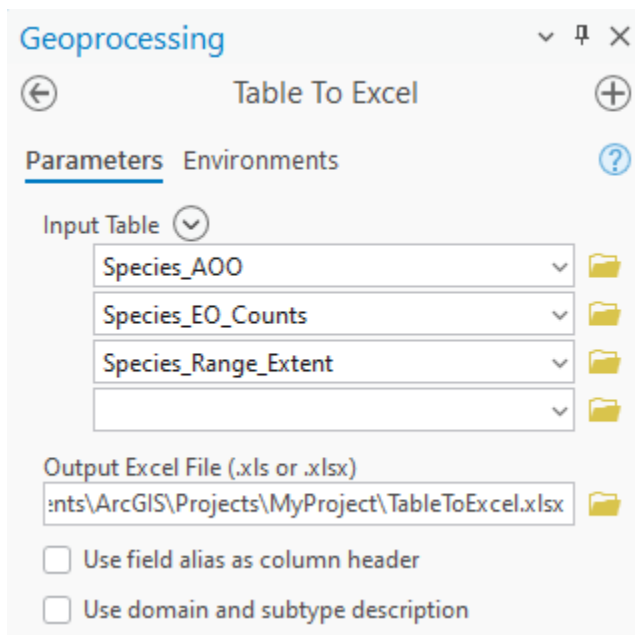 Geoprocessing
Table To Excel
Parameters Environments
Input Table
Species_AOO
Species_EO_Counts
Species_Range_Extent
Output Excel File (.xls or .xlsx)
ents\ArcGIS\Projects\MyProject\TableToExcel.xlsx
Use field alias as column header
Use domain and subtype description